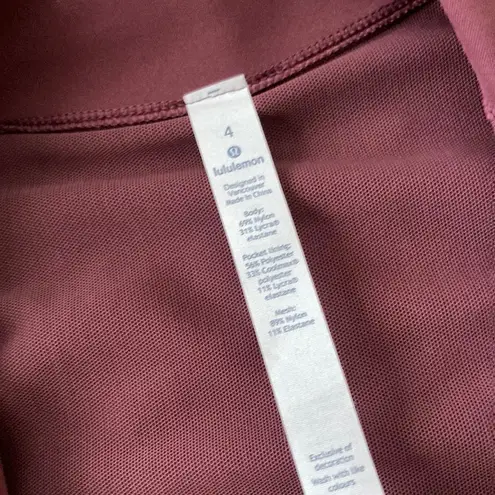 4
lululemon
Designed in
Vancouver
Made in China
Body:
69% Nylon
31% Lycra®
elastane
Pocket lining:
56% Polyester
33% Coolmax®
polyester
11% Lycra®
elastane
Mesh:
89% Nylon
11% Elastane
Exclusive of
decoration
Wash with like
colours